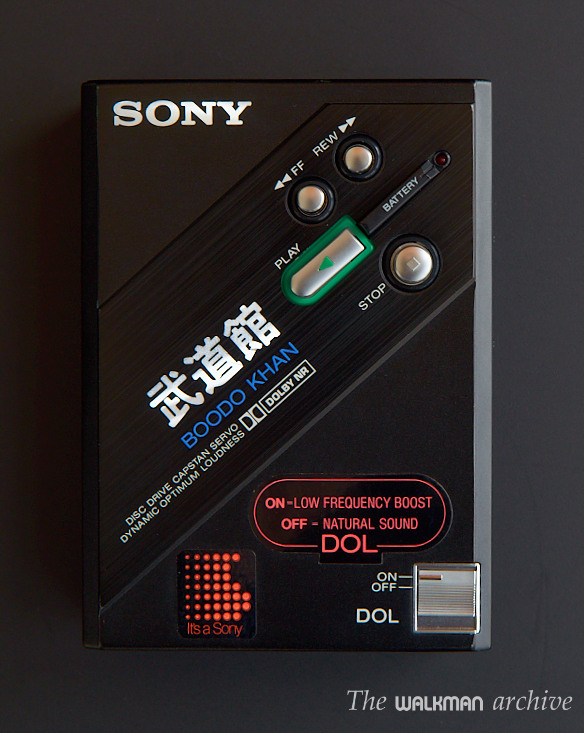 SONY
◀◀ FF
REW ▶▶
BATTERY
PLAY
STOP
武道館
BOODO KHAN
DISC DRIVE CAPSTAN SERVO
DYNAMIC OPTIMUM LOUDNESS
DOLBY NR
ON=LOW FREQUENCY BOOST
OFF = NATURAL SOUND
DOL
ON
OFF
DOL
It's a Sony
The WALKMAN archive